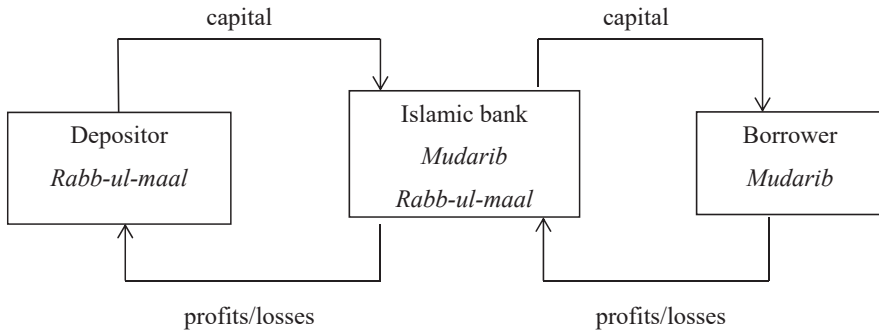 capital
capital
Depositor
Rabb-ul-maal
Islamic bank
Mudarib
Rabb-ul-maal
Borrower
Mudarib
profits/losses
profits/losses